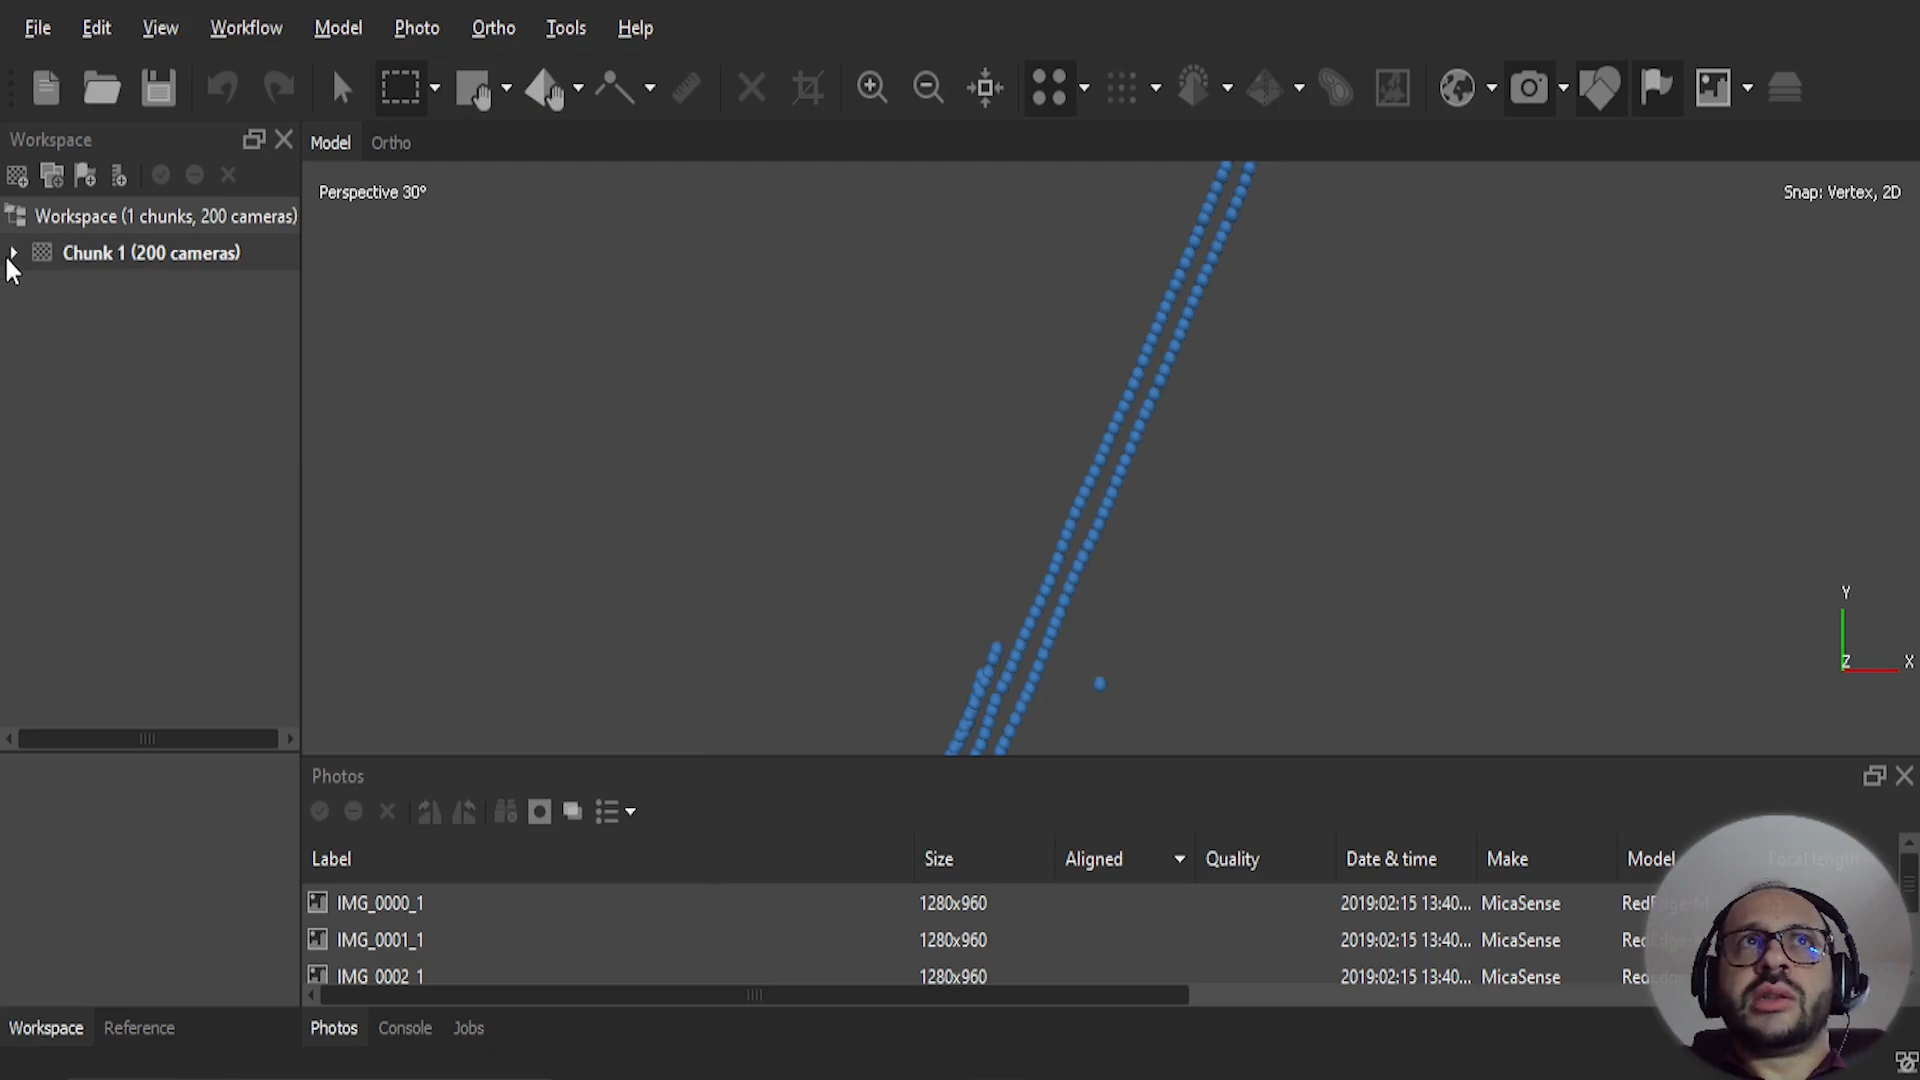 File Edit View Workflow Model Photo Ortho Tools Help
Workspace
Model Ortho
Perspective 30°
Snap: Vertex, 2D
Workspace (1 chunks, 200 cameras)
Chunk 1 (200 cameras)
Y
Z X
Photos
Label Size Aligned Quality Date & time Make Model Focal length
IMG_0000_1 1280x960 2019:02:15 13:40... MicaSense
IMG_0001_1 1280x960 2019:02:15 13:40... MicaSense
IMG_0002_1 1280x960 2019:02:15 13:40... MicaSense
Workspace Reference Photos Console Jobs